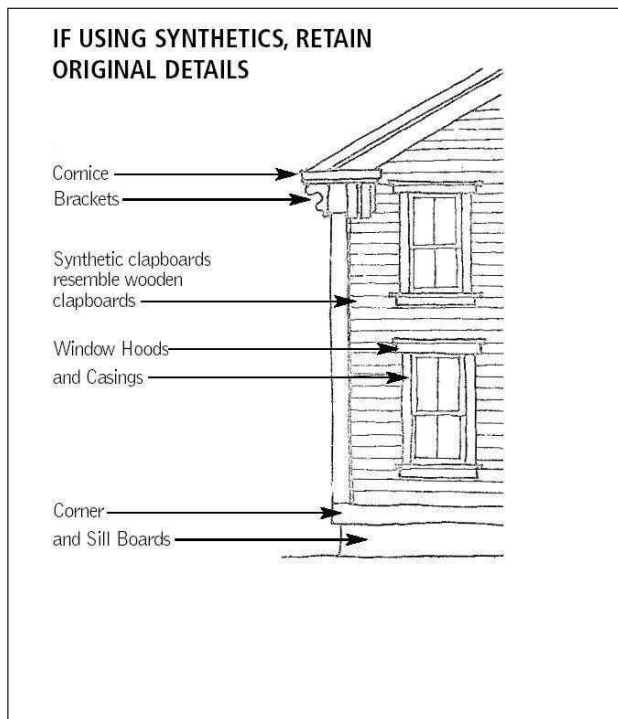 IF USING SYNTHETICS, RETAIN
ORIGINAL DETAILS
Cornice
Brackets
Synthetic clapboards
resemble wooden
clapboards
Window Hoods
and Casings
Corner
and Sill Boards